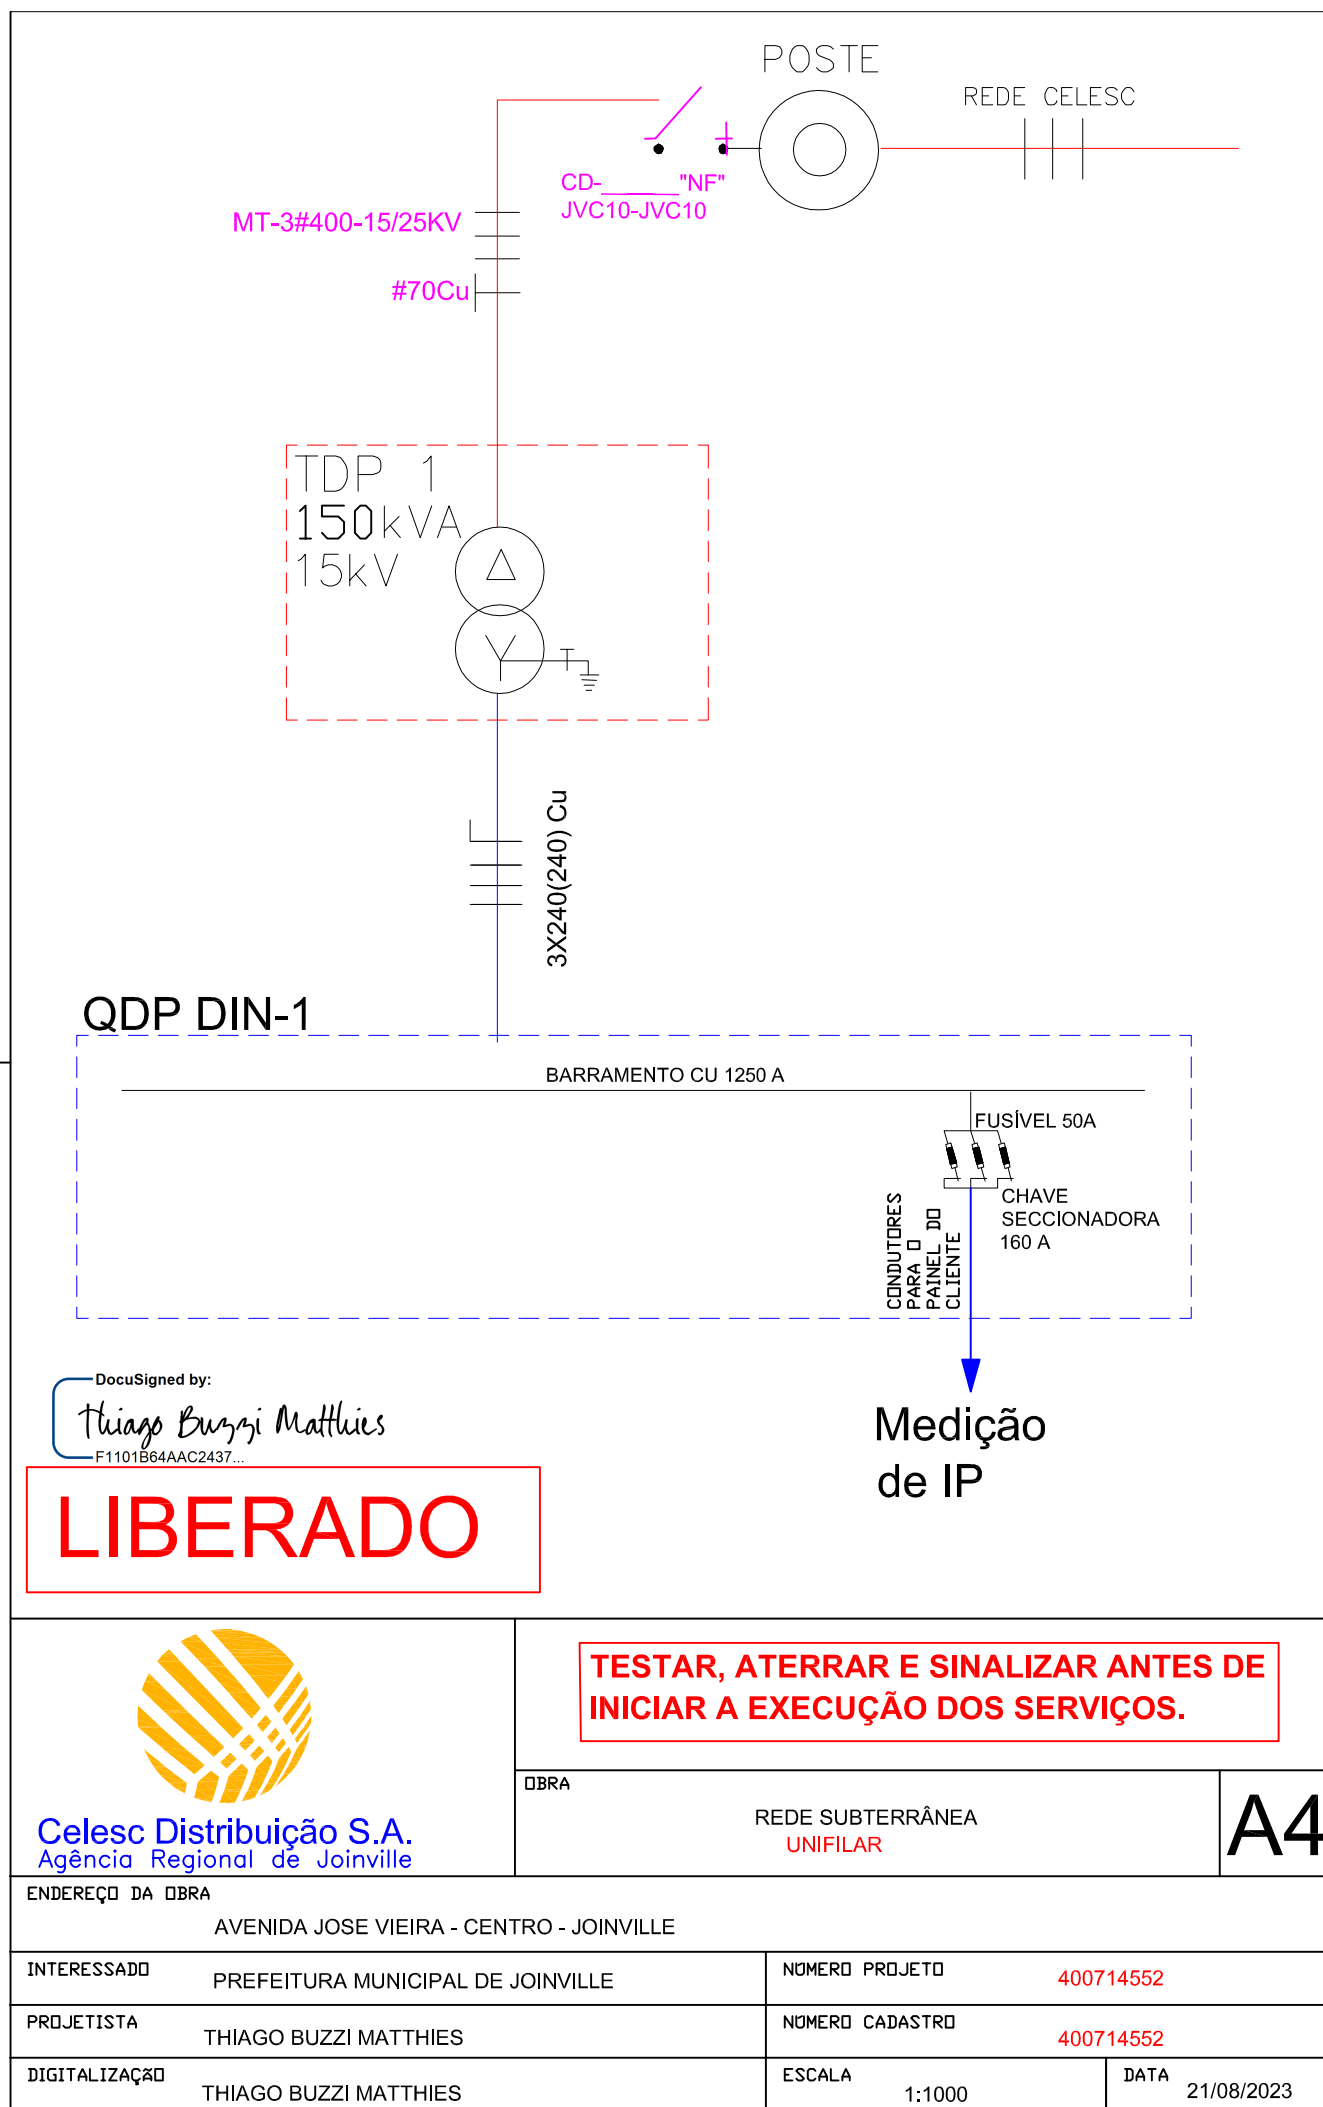 POSTE
REDE CELESC
CD-______"NF"
JVC10-JVC10
MT-3#400-15/25KV
#70Cu
TDP 1
150kVA
15kV
3X240(240) Cu
QDP DIN-1
BARRAMENTO CU 1250 A
FUSÍVEL 50A
CHAVE
SECCIONADORA
160 A
CONDUTORES
PARA O
PAINEL DO
CLIENTE
Medição
de IP
DocuSigned by:
Thiago Buzzi Matthies
F1101B64AAC2437...
LIBERADO
TESTAR, ATERRAR E SINALIZAR ANTES DE
INICIAR A EXECUÇÃO DOS SERVIÇOS.
Celesc Distribuição S.A.
Agência Regional de Joinville
OBRA
REDE SUBTERRÂNEA
UNIFILAR
A4
ENDEREÇO DA OBRA
AVENIDA JOSE VIEIRA - CENTRO - JOINVILLE
INTERESSADO
PREFEITURA MUNICIPAL DE JOINVILLE
NÚMERO PROJETO
400714552
PROJETISTA
THIAGO BUZZI MATTHIES
NÚMERO CADASTRO
400714552
DIGITALIZAÇÃO
THIAGO BUZZI MATTHIES
ESCALA
1:1000
DATA
21/08/2023